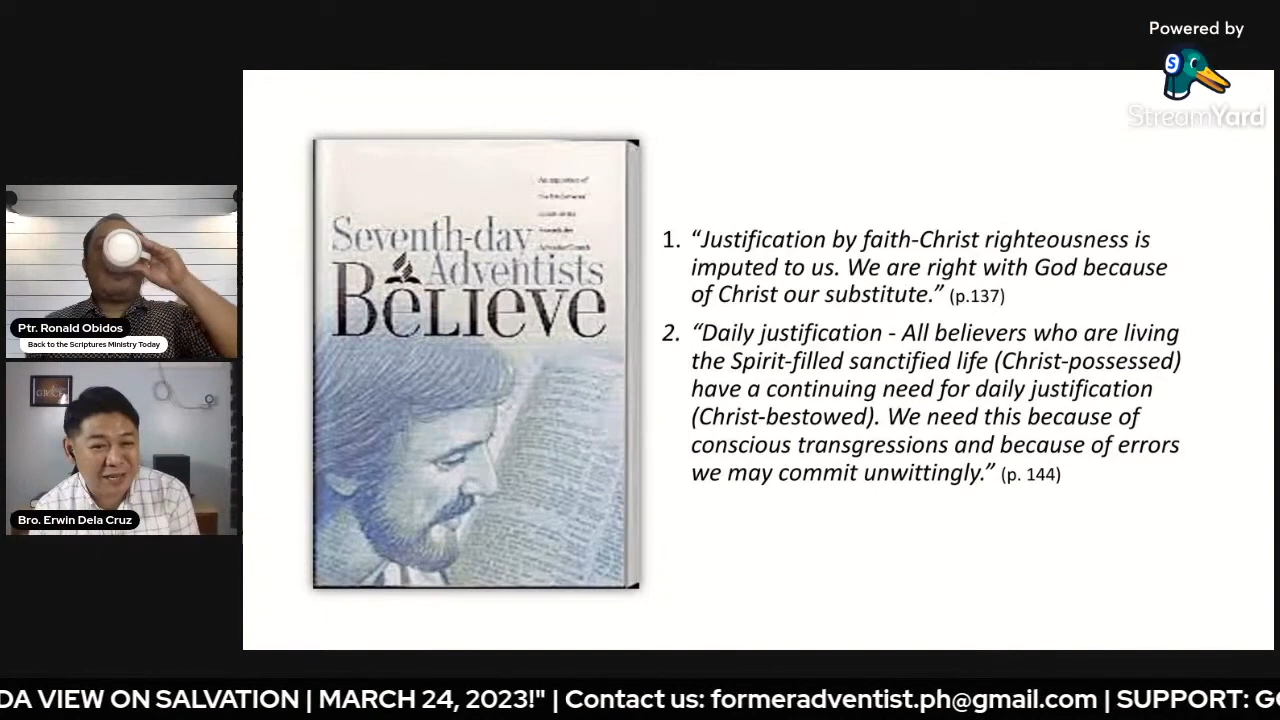 Powered by
S
StreamYard
Seventh-day
Adventists
BELIEVE
1. “Justification by faith-Christ righteousness is
imputed to us. We are right with God because
of Christ our substitute.” (p.137)
2. “Daily justification - All believers who are living
the Spirit-filled sanctified life (Christ-possessed)
have a continuing need for daily justification
(Christ-bestowed). We need this because of
conscious transgressions and because of errors
we may commit unwittingly.” (p. 144)
Ptr. Ronald Obidos
Back to the Scriptures Ministry Today
Bro. Erwin Dela Cruz
DA VIEW ON SALVATION | MARCH 24, 2023!" | Contact us: formeradventist.ph@gmail.com | SUPPORT: G